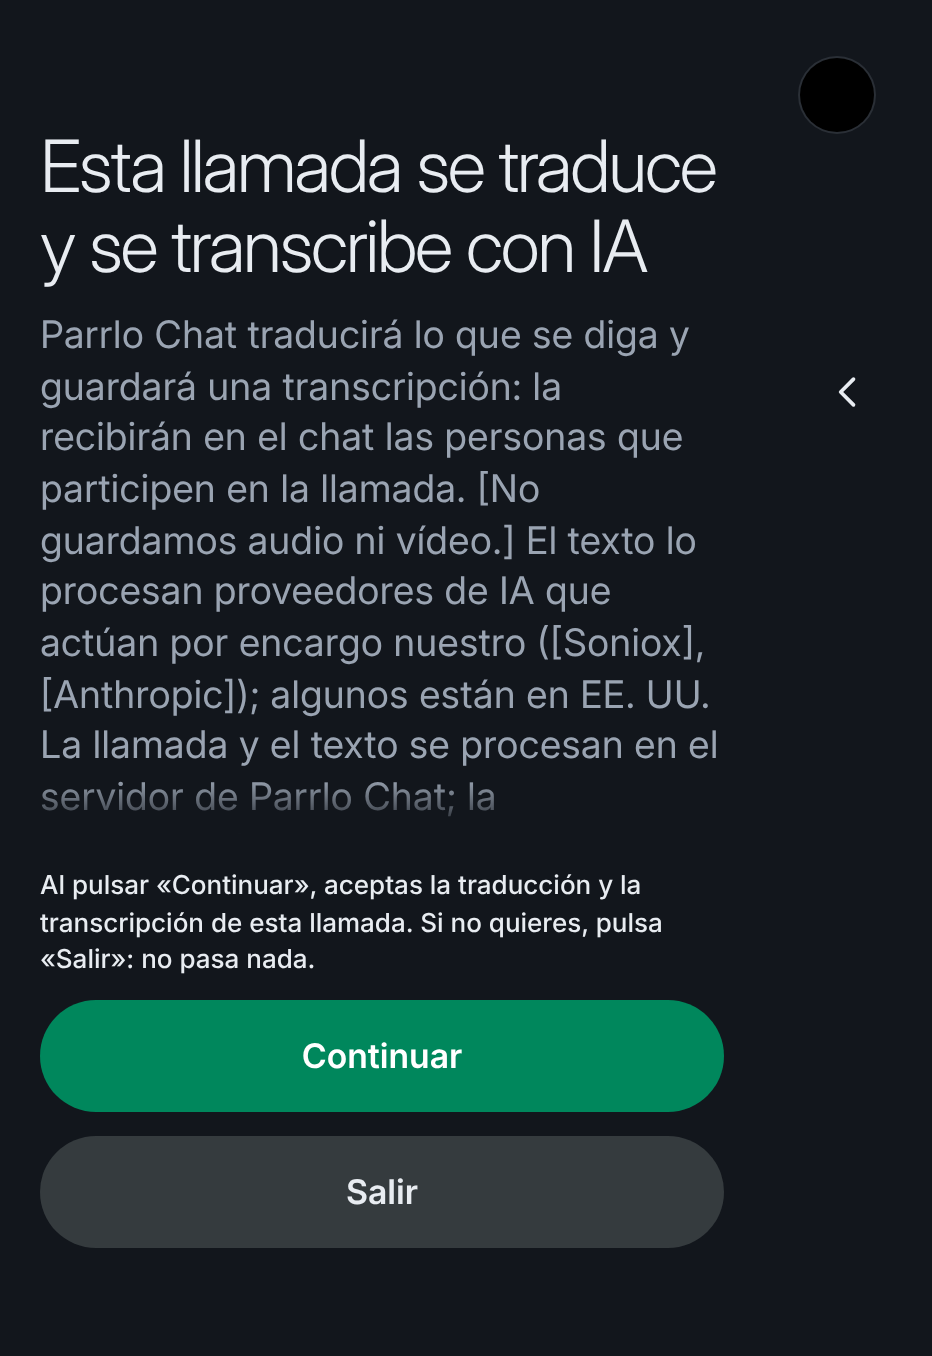 Esta llamada se traduce
y se transcribe con IA
Parrlo Chat traducirá lo que se diga y
guardará una transcripción: la
recibirán en el chat las personas que
participen en la llamada. [No
guardamos audio ni vídeo.] El texto lo
procesan proveedores de IA que
actúan por encargo nuestro ([Soniox],
[Anthropic]); algunos están en EE. UU.
La llamada y el texto se procesan en el
servidor de Parrlo Chat; la
Al pulsar «Continuar», aceptas la traducción y la
transcripción de esta llamada. Si no quieres, pulsa
«Salir»: no pasa nada.
Continuar
Salir